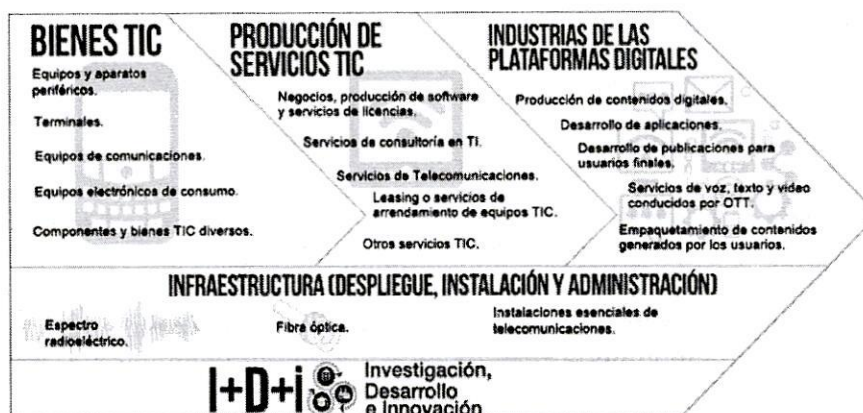 BIENES TIC
Equipos y aparatos
periféricos.
Terminales.
Equipos de comunicaciones.
Equipos electrónicos de consumo.
Componentes y bienes TIC diversos.
PRODUCCIÓN DE
SERVICIOS TIC
Negocios, producción de software
y servicios de licencias.
Servicios de consultoría en TI.
Servicios de Telecomunicaciones.
Leasing o servicios de
arrendamiento de equipos TIC.
Otros servicios TIC.
INDUSTRIAS DE LAS
PLATAFORMAS DIGITALES
Producción de contenidos digitales.
Desarrollo de aplicaciones.
Desarrollo de publicaciones para
usuarios finales.
Servicios de voz, texto y video
conducidos por OTT.
Empaquetamiento de contenidos
generados por los usuarios.
INFRAESTRUCTURA (DESPLIEGUE, INSTALACIÓN Y ADMINISTRACIÓN)
Espectro
radioeléctrico.
Fibra óptica.
Instalaciones esenciales de
telecomunicaciones.
I+D+i
Investigación,
Desarrollo
e Innovación